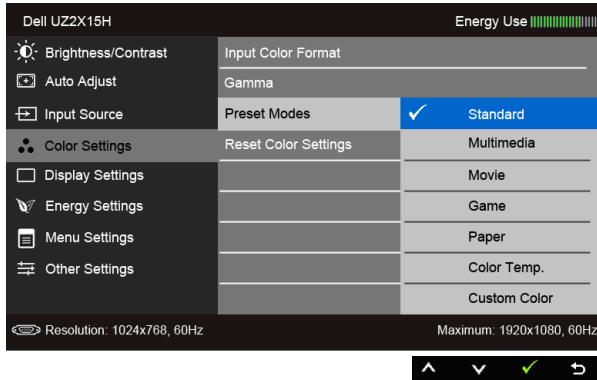 Dell UZ2X15H Energy Use
Brightness/Contrast Input Color Format
Auto Adjust Gamma
Input Source Preset Modes Standard
Color Settings Reset Color Settings Multimedia
Display Settings Movie
Energy Settings Game
Menu Settings Paper
Other Settings Color Temp.
Custom Color
Resolution: 1024x768, 60Hz Maximum: 1920x1080, 60Hz